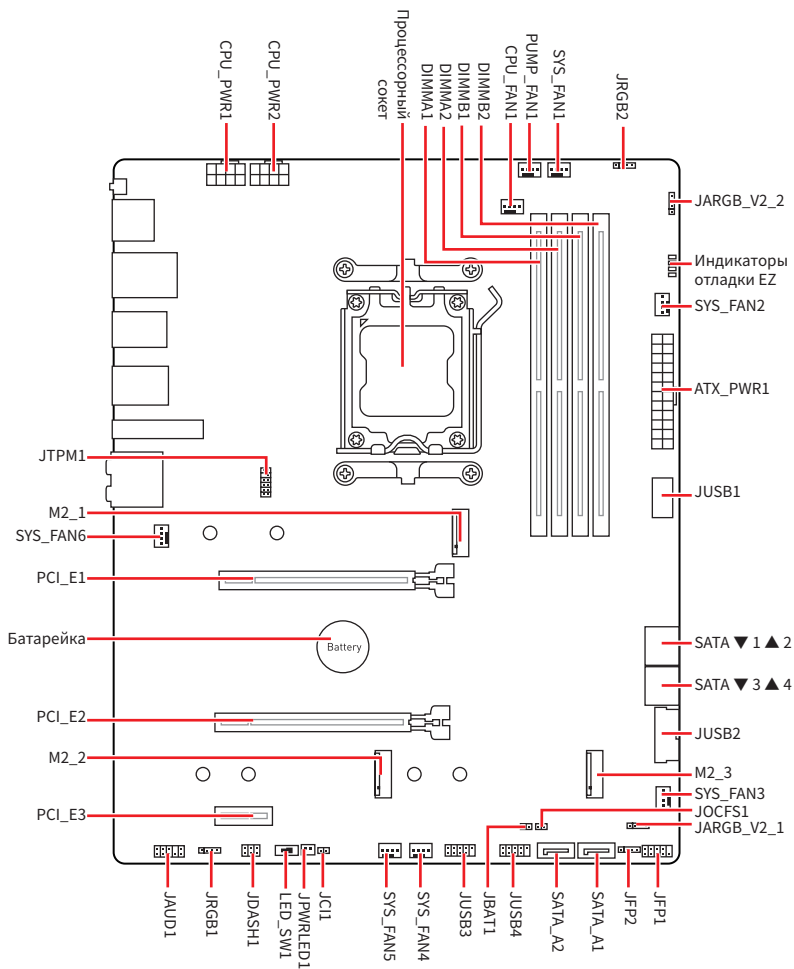 CPU_PWR1
CPU_PWR2
Процессорный
сокет
DIMMA1
DIMMA2
DIMMB1
DIMMB2
CPU_FAN1
PUMP_FAN1
SYS_FAN1
JRGB2
JARGB_V2_2
Индикаторы
отладки EZ
SYS_FAN2
ATX_PWR1
JTPM1
JUSB1
M2_1
SYS_FAN6
PCI_E1
Батарейка
Battery
SATA ▼ 1 ▲ 2
SATA ▼ 3 ▲ 4
PCI_E2
JUSB2
M2_2
M2_3
SYS_FAN3
JOCFS1
PCI_E3
JARGB_V2_1
JAUD1
JRGB1
JDASH1
LED_SW1
JPWRLED1
JCI1
SYS_FAN5
SYS_FAN4
JUSB3
JBAT1
JUSB4
SATA_A2
SATA_A1
JFP2
JFP1